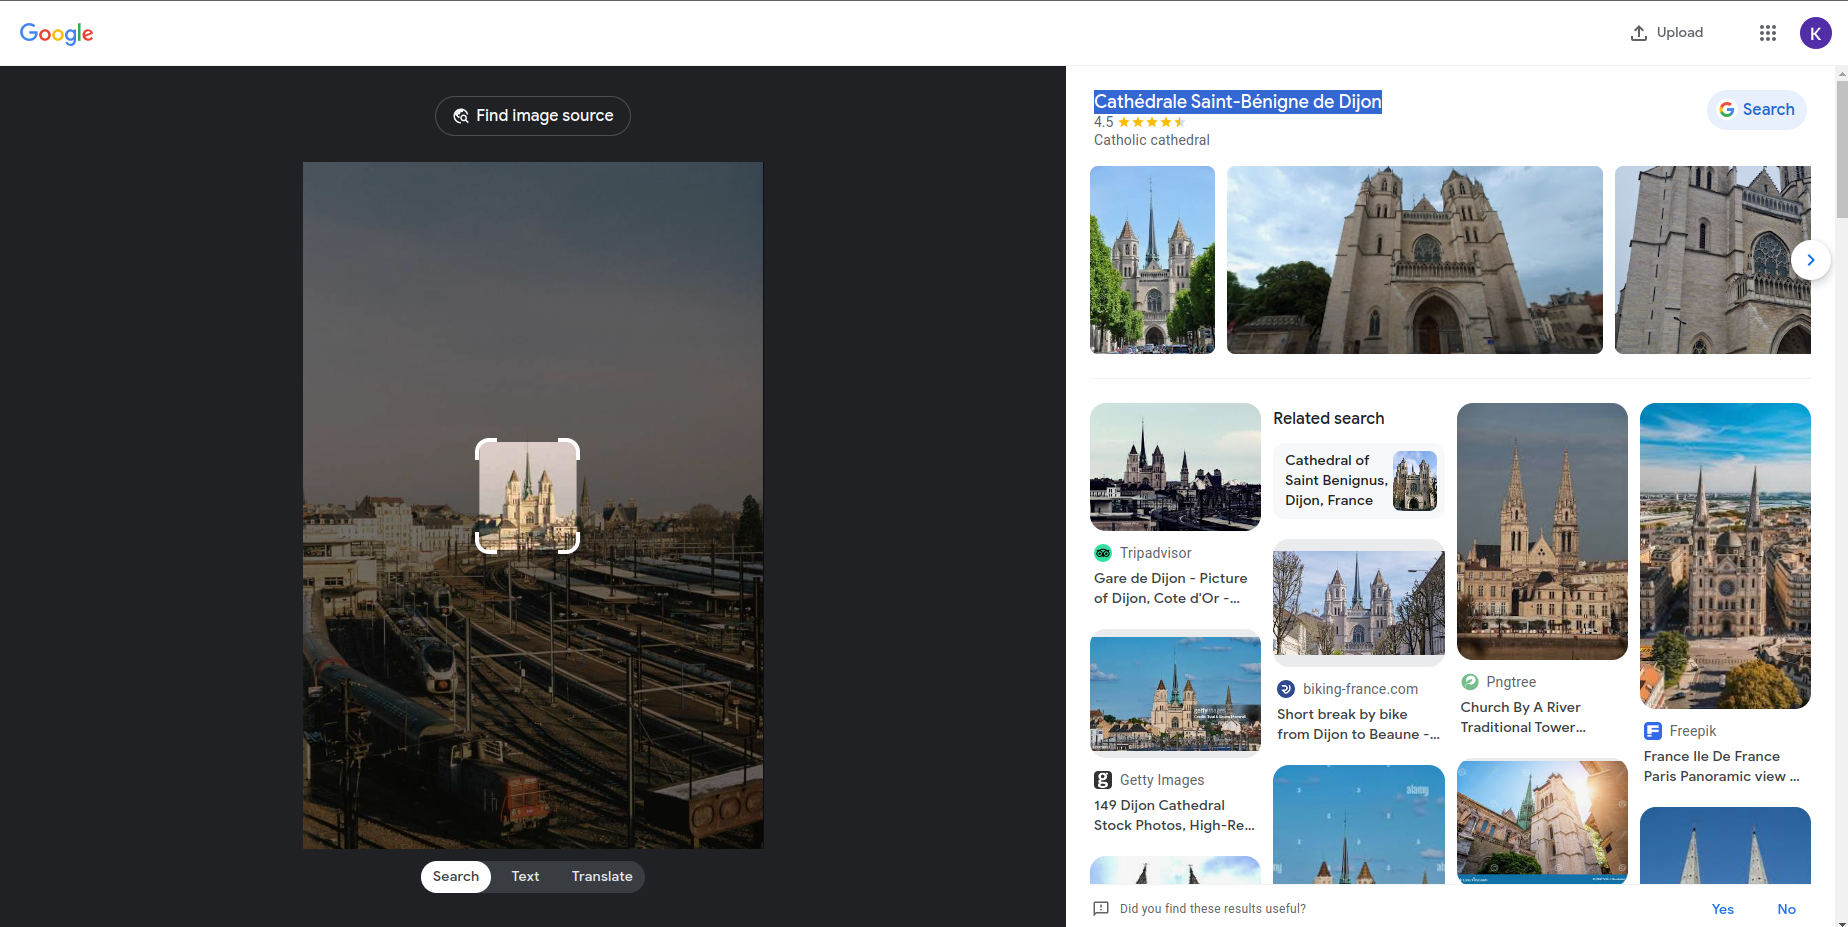 Google
Upload
K
Find image source
Search
Text
Translate
Cathédrale Saint-Bénigne de Dijon
4.5
Catholic cathedral
Search
Tripadvisor
Gare de Dijon - Picture
of Dijon, Cote d'Or -...
gettyimages
Getty Images
149 Dijon Cathedral
Stock Photos, High-Re...
Related search
Cathedral of
Saint Benignus,
Dijon, France
biking-france.com
Short break by bike
from Dijon to Beaune -...
alamy
Pngtree
Church By A River
Traditional Tower...
Freepik
France Ile De France
Paris Panoramic view ...
Did you find these results useful?
Yes
No